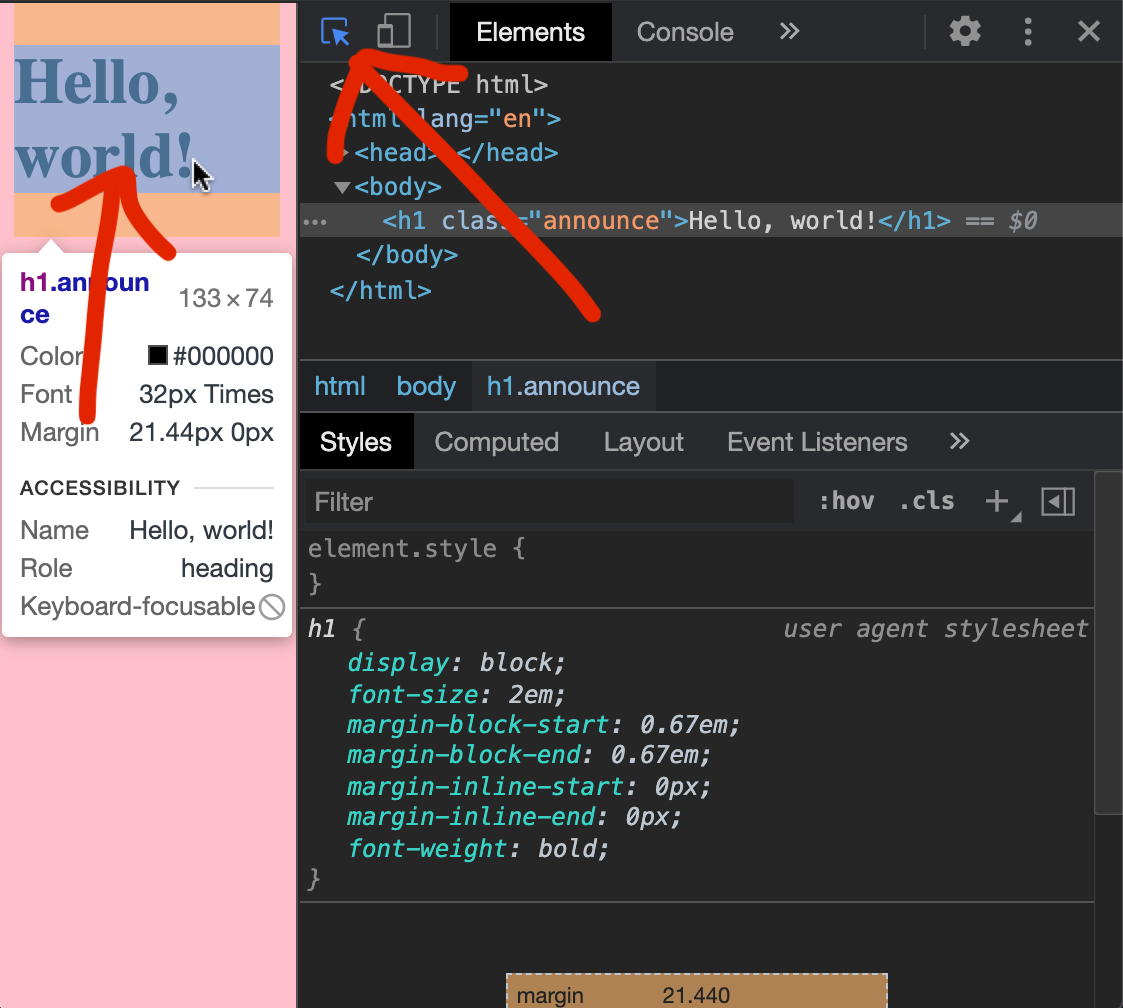 Hello,
world!
h1.announ
ce
133 × 74
Color #000000
Font 32px Times
Margin 21.44px 0px
ACCESSIBILITY
Name Hello, world!
Role heading
Keyboard-focusable
Elements Console
html>
lang="en">
<head> </head>
<body>
<h1 class="announce">Hello, world!</h1> == $0
</body>
</html>
html body h1.announce
Styles Computed Layout Event Listeners
Filter :hov .cls
element.style {
}
h1 { user agent stylesheet
display: block;
font-size: 2em;
margin-block-start: 0.67em;
margin-block-end: 0.67em;
margin-inline-start: 0px;
margin-inline-end: 0px;
font-weight: bold;
}
margin 21.440